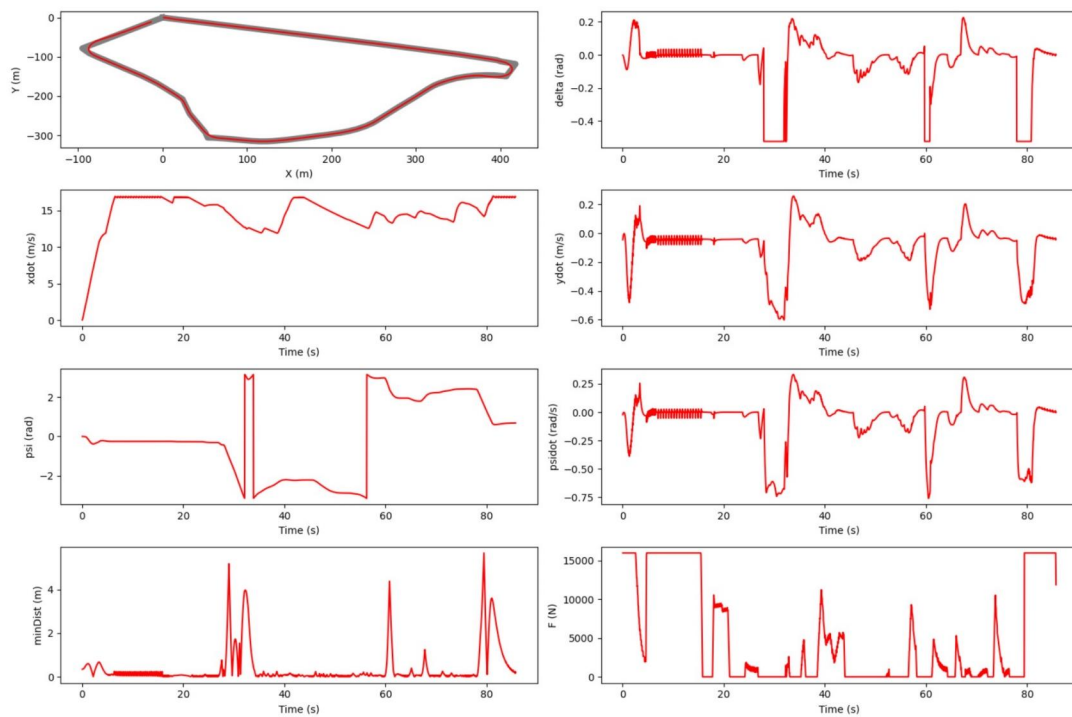 0
−100
−200
−300
Y (m)
−100 0 100 200 300 400
X (m)
0.2
0.0
−0.2
−0.4
delta (rad)
0 20 40 60 80
Time (s)
15
10
5
0
xdot (m/s)
0 20 40 60 80
Time (s)
0.2
0.0
−0.2
−0.4
−0.6
ydot (m/s)
0 20 40 60 80
Time (s)
2
0
−2
psi (rad)
0 20 40 60 80
Time (s)
0.25
0.00
−0.25
−0.50
−0.75
psidot (rad/s)
0 20 40 60 80
Time (s)
4
2
0
minDist (m)
0 20 40 60 80
Time (s)
15000
10000
5000
0
F (N)
0 20 40 60 80
Time (s)